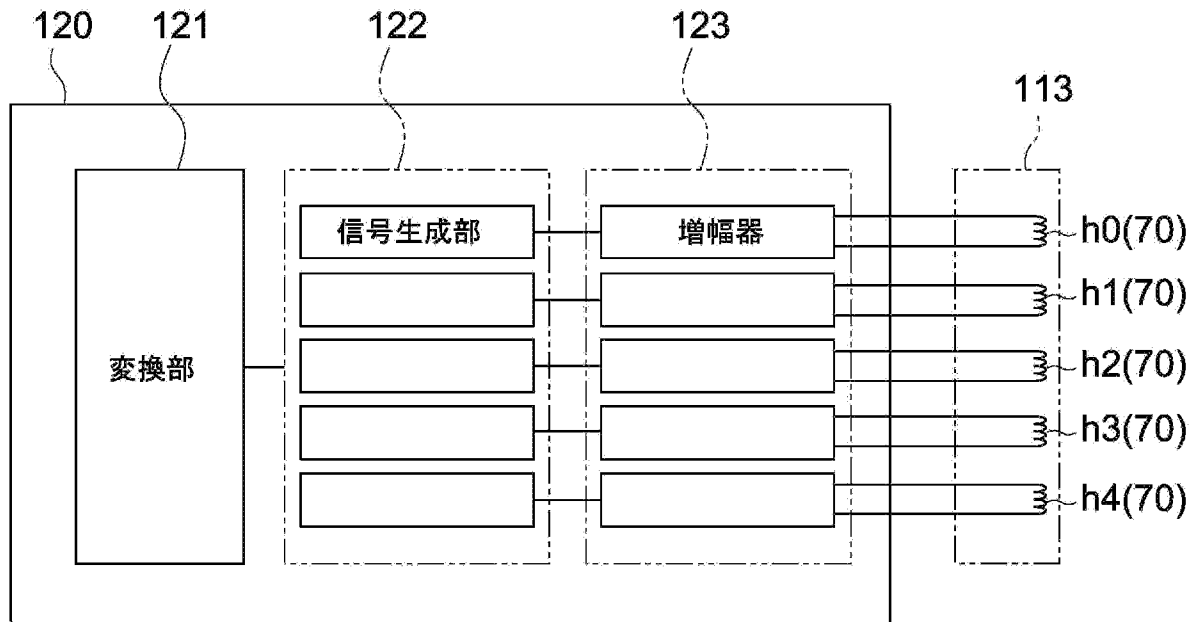 120
121
122
123
113
信号生成部
増幅器
変換部
h0(70)
h1(70)
h2(70)
h3(70)
h4(70)